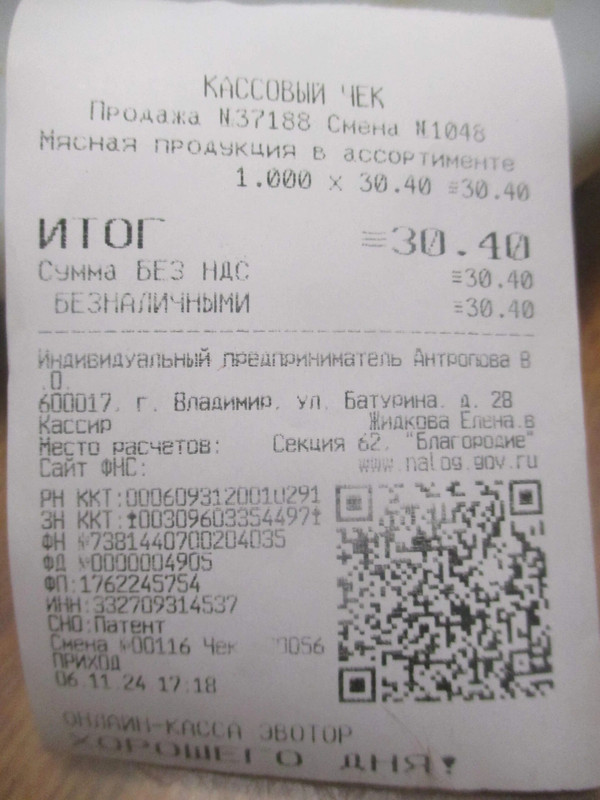 КАССОВЫЙ ЧЕК
Продажа №37188 Смена №1048
Мясная продукция в ассортименте
1.000 x 30.40 ≡30.40
ИТОГ ≡30.40
Сумма БЕЗ НДС ≡30.40
БЕЗНАЛИЧНЫМИ ≡30.40
Индивидуальный предприниматель Антропова В
.О.
600017, г. Владимир, ул. Батурина, д. 28
Кассир Жидкова Елена.в
Место расчетов: Секция 62, "Благородие"
Сайт ФНС: www.nalog.gov.ru
РН ККТ:0006093120010291
ЗН ККТ:↑00309603354497↑
ФН №7381440700204035
ФД №0000004905
ФП:1762245754
ИНН:332709314537
СНО:Патент
Смена №00116 Чек 0056
ПРИХОД
06.11.24 17:18
ОНЛАЙН-КАССА ЭВОТОР
ХОРОШЕГО ДНЯ!